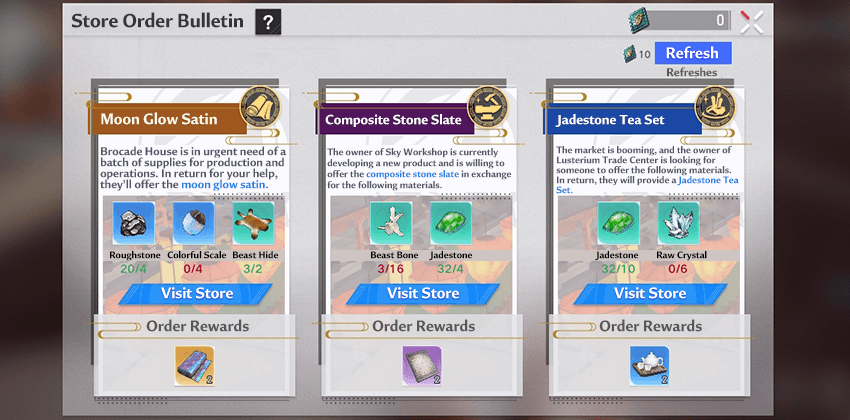 Store Order Bulletin ?
0
10 Refresh
Refreshes
Moon Glow Satin
Brocade House is in urgent need of a
batch of supplies for production and
operations. In return for your help,
they'll offer the moon glow satin.
Roughstone Colorful Scale Beast Hide
20/4 0/4 3/2
Visit Store
Order Rewards
2
Composite Stone Slate
The owner of Sky Workshop is currently
developing a new product and is willing to
offer the composite stone slate in exchange
for the following materials.
Beast Bone Jadestone
3/16 32/4
Visit Store
Order Rewards
2
Jadestone Tea Set
The market is booming, and the owner of
Lusterium Trade Center is looking for
someone to offer the following materials.
In return, they will provide a Jadestone Tea
Set.
Jadestone Raw Crystal
32/10 0/6
Visit Store
Order Rewards
2